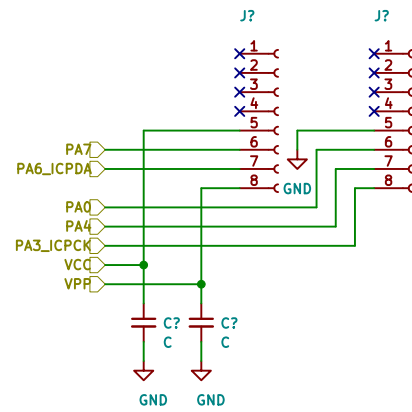 J? J?
1 1
2 2
3 3
4 4
5 5
PA7 6 6
PA6_ICPDA 7 7
8 GND 8
PA0
PA4
PA3_ICPCK
VCC
VPP
C? C?
C C
GND GND